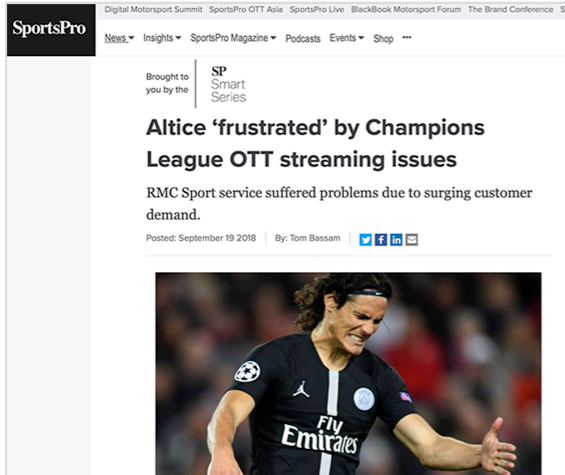 SportsPro
Digital Motorsport Summit SportsPro OTT Asia SportsPro Live BlackBook Motorsport Forum The Brand Conference S
News Insights SportsPro Magazine Podcasts Events Shop •••
Brought to
you by the
SP
Smart
Series
Altice ‘frustrated’ by Champions
League OTT streaming issues
RMC Sport service suffered problems due to surging customer
demand.
Posted: September 19 2018 By: Tom Bassam
Fly
Emirates